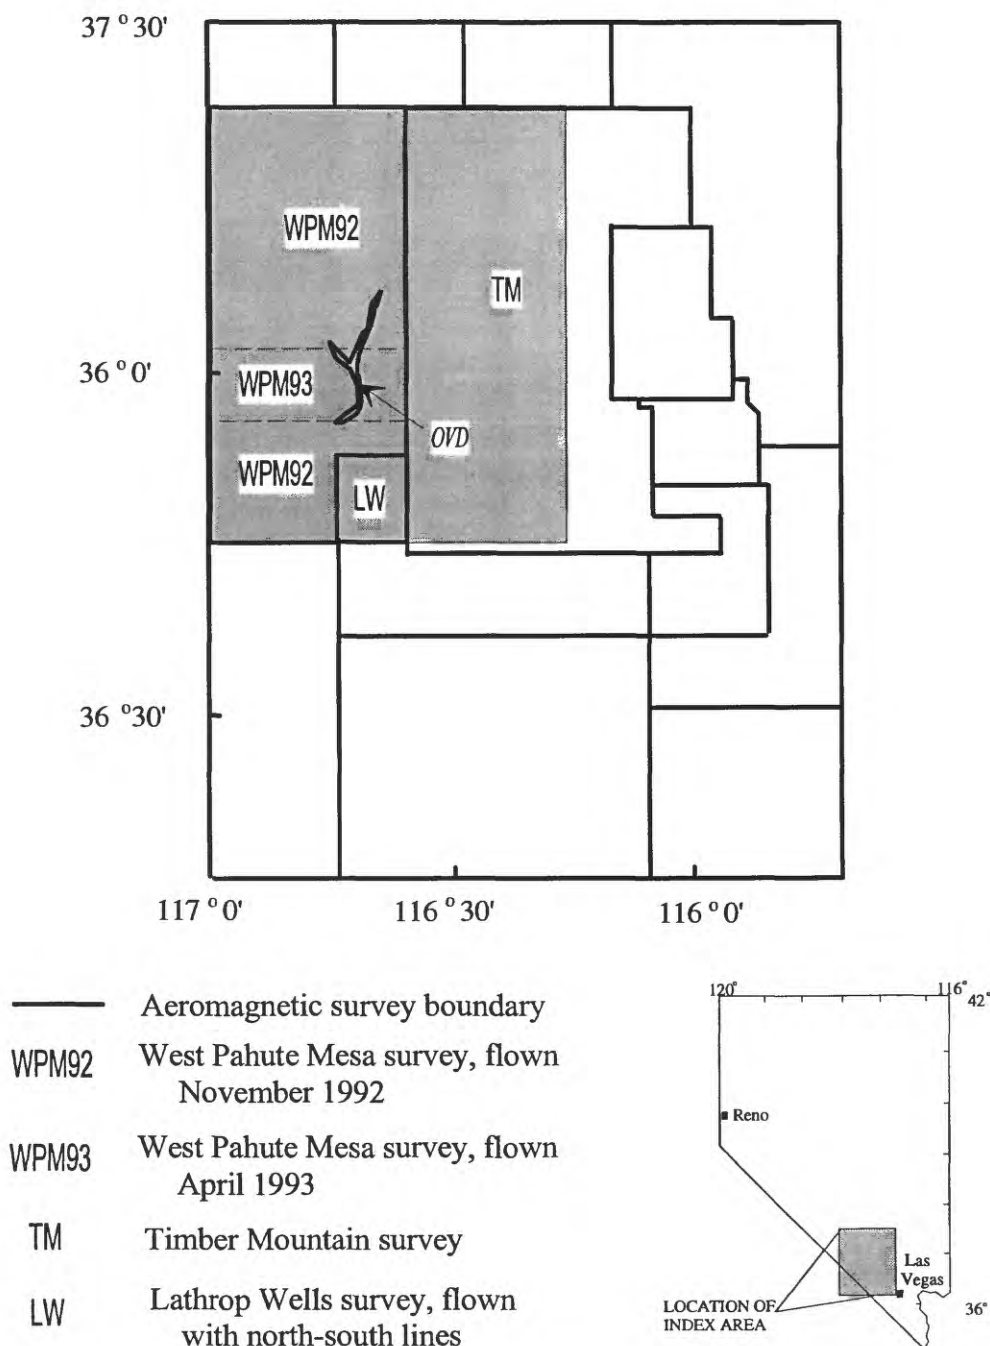 37 °30'
WPM92
TM
36 °0'
WPM93
OVD
WPM92
LW
36 °30'
117 °0'
116 °30'
116 °0'
Aeromagnetic survey boundary
WPM92
West Pahute Mesa survey, flown
November 1992
WPM93
West Pahute Mesa survey, flown
April 1993
TM
Timber Mountain survey
LW
Lathrop Wells survey, flown
with north-south lines
120°
116°
42°
Reno
Las
Vegas
LOCATION OF
INDEX AREA
36°